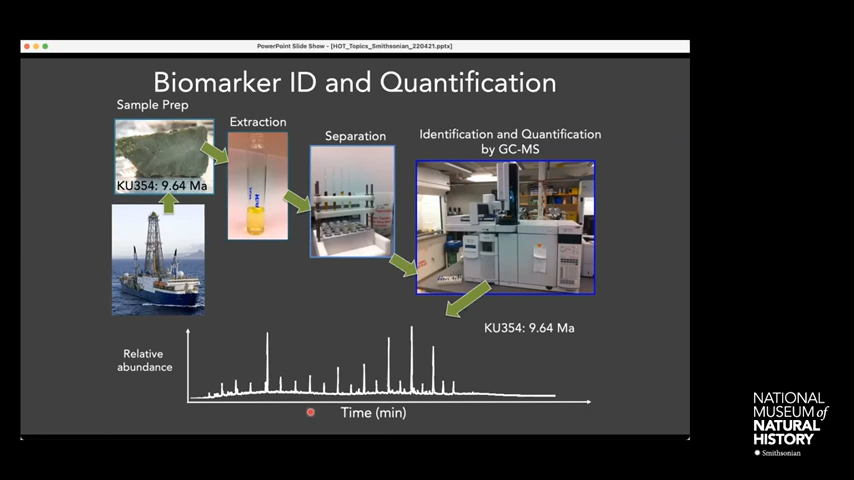 PowerPoint Slide Show - [HOT_Topics_Smithsonian_220421.pptx]
Biomarker ID and Quantification
Sample Prep
Extraction
Separation
Identification and Quantification
by GC-MS
KU354: 9.64 Ma
KU354: 9.64 Ma
Relative
abundance
Time (min)
NATIONAL
MUSEUM of
NATURAL
HISTORY
Smithsonian